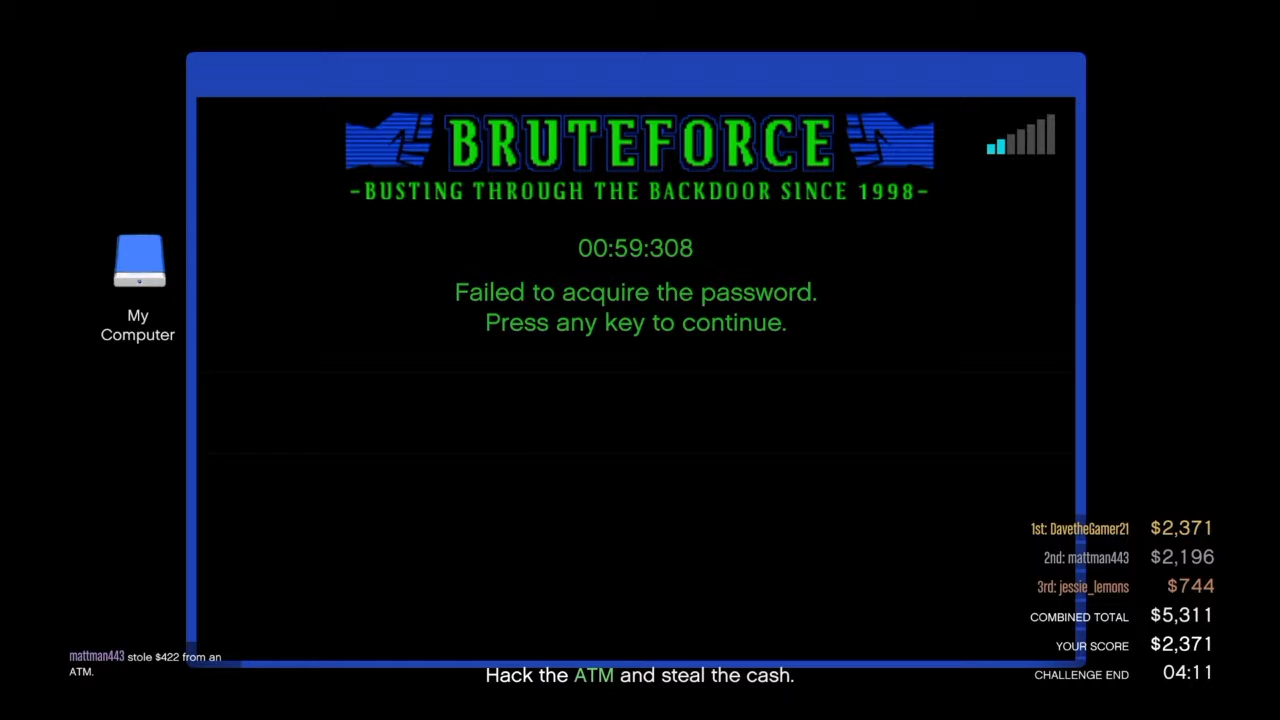 BRUTEFORCE
-BUSTING THROUGH THE BACKDOOR SINCE 1998-
00:59:308
Failed to acquire the password.
Press any key to continue.
My
Computer
1st: DavetheGamer21 $2,371
2nd: mattman443 $2,196
3rd: jessie_lemons $744
COMBINED TOTAL $5,311
YOUR SCORE $2,371
CHALLENGE END 04:11
mattman443 stole $422 from an
ATM.
Hack the ATM and steal the cash.